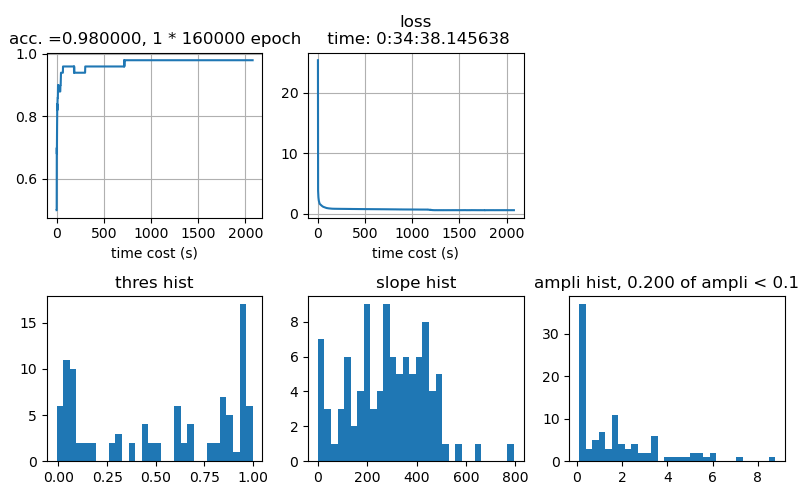 acc. =0.980000, 1 * 160000 epoch
1.0
0.8
0.6
0 500 1000 1500 2000
time cost (s)
loss
time: 0:34:38.145638
20
10
0
0 500 1000 1500 2000
time cost (s)
thres hist
15
10
5
0
0.00 0.25 0.50 0.75 1.00
slope hist
8
6
4
2
0
0 200 400 600 800
ampli hist, 0.200 of ampli < 0.1
30
20
10
0
0 2 4 6 8